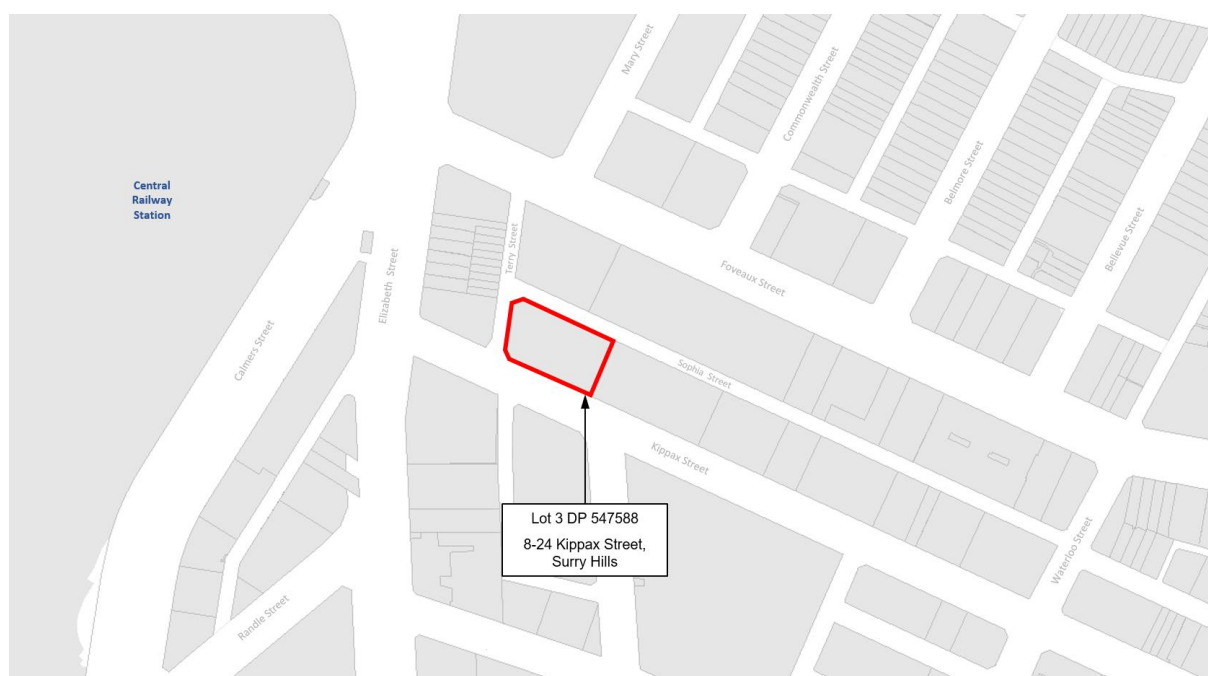 Mary Street
Commonwealth Street
Belmore Street
Bellevue Street
Central
Railway
Station
Terry Street
Elizabeth Street
Foveaux Street
Calmers Street
Sophia Street
Kippax Street
Lot 3 DP 547588
8-24 Kippax Street,
Surry Hills
Waterloo Street
Randle Street